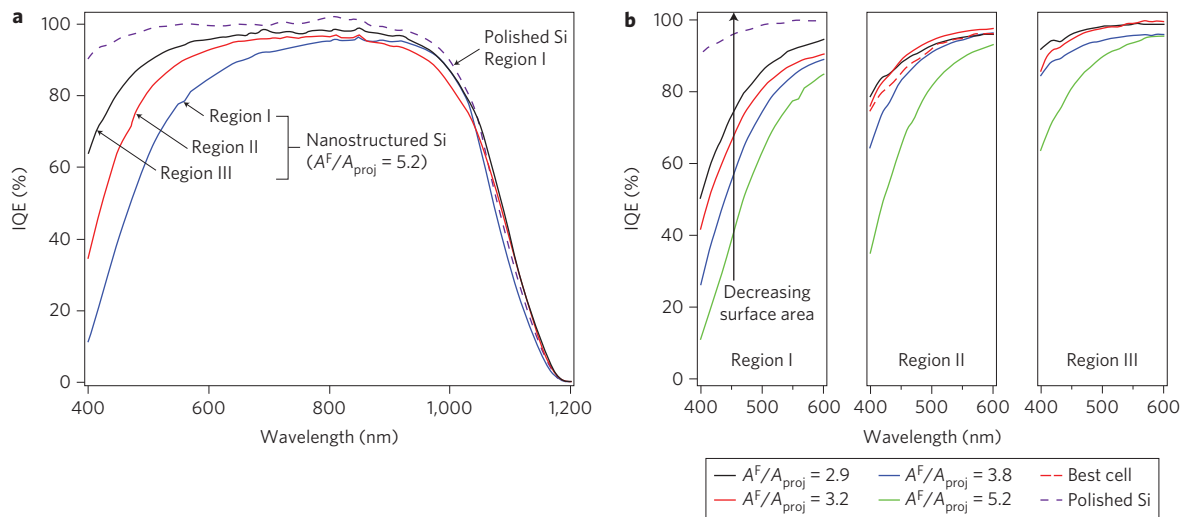 a
100
80
60
40
20
0
IQE (%)
400
600
800
1,000
1,200
Wavelength (nm)
Polished Si
Region I
Region I
Region II
Region III
Nanostructured Si
(A^F/A_proj = 5.2)
b
100
80
60
40
20
0
IQE (%)
Decreasing
surface area
Region I
Region II
Region III
400
500
600
400
500
600
400
500
600
Wavelength (nm)
A^F/A_proj = 2.9
A^F/A_proj = 3.8
Best cell
A^F/A_proj = 3.2
A^F/A_proj = 5.2
Polished Si